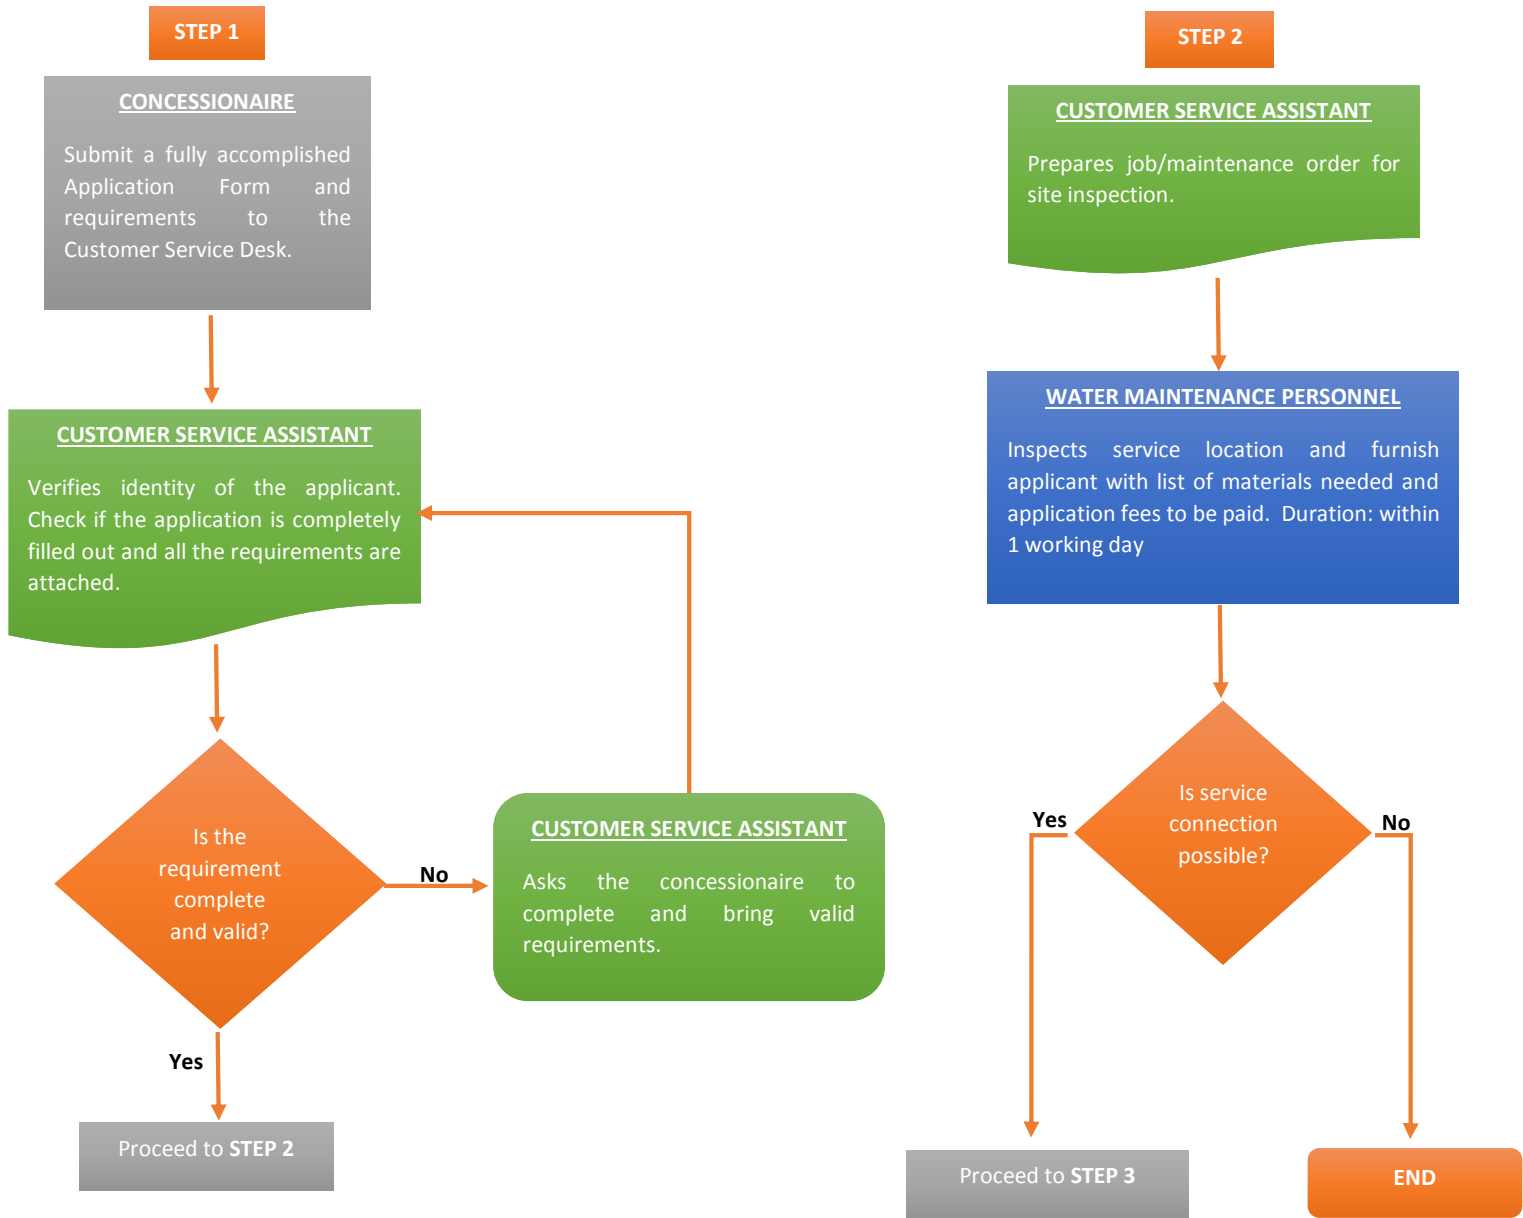 STEP 1
CONCESSIONAIRE
Submit a fully accomplished
Application Form and
requirements to the
Customer Service Desk.
CUSTOMER SERVICE ASSISTANT
Verifies identity of the applicant.
Check if the application is completely
filled out and all the requirements are
attached.
Is the
requirement
complete
and valid?
No
CUSTOMER SERVICE ASSISTANT
Asks the concessionaire to
complete and bring valid
requirements.
Yes
Proceed to STEP 2
STEP 2
CUSTOMER SERVICE ASSISTANT
Prepares job/maintenance order for
site inspection.
WATER MAINTENANCE PERSONNEL
Inspects service location and furnish
applicant with list of materials needed and
application fees to be paid. Duration: within
1 working day
Is service
connection
possible?
Yes
No
Proceed to STEP 3
END